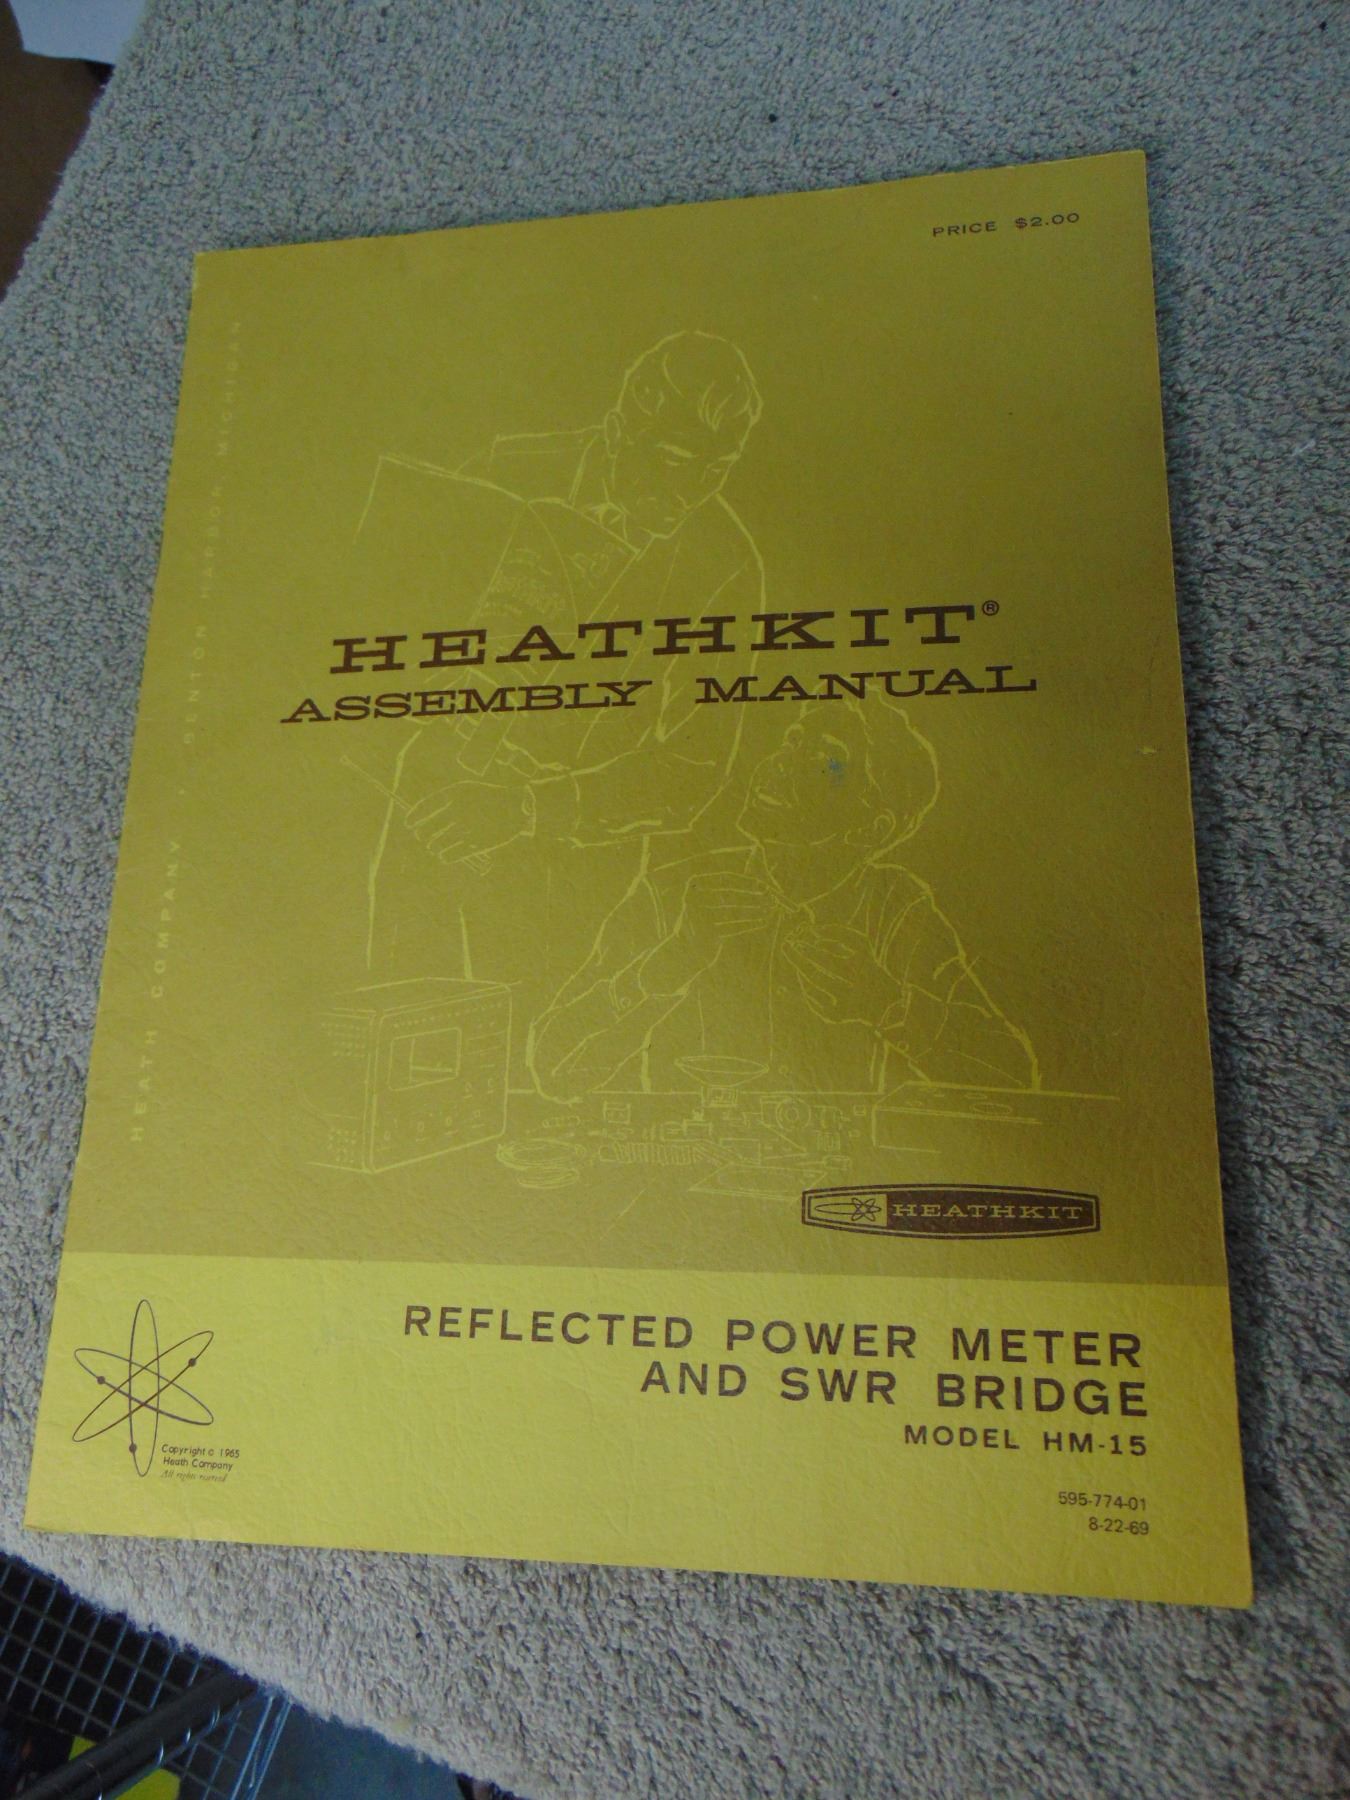 PRICE $2.00
HEATH COMPANY, BENTON HARBOR, MICHIGAN
HEATHKIT®
ASSEMBLY MANUAL
HEATHKIT
REFLECTED POWER METER
AND SWR BRIDGE
MODEL HM-15
Copyright © 1965
Heath Company
All rights reserved
595-774-01
8-22-69